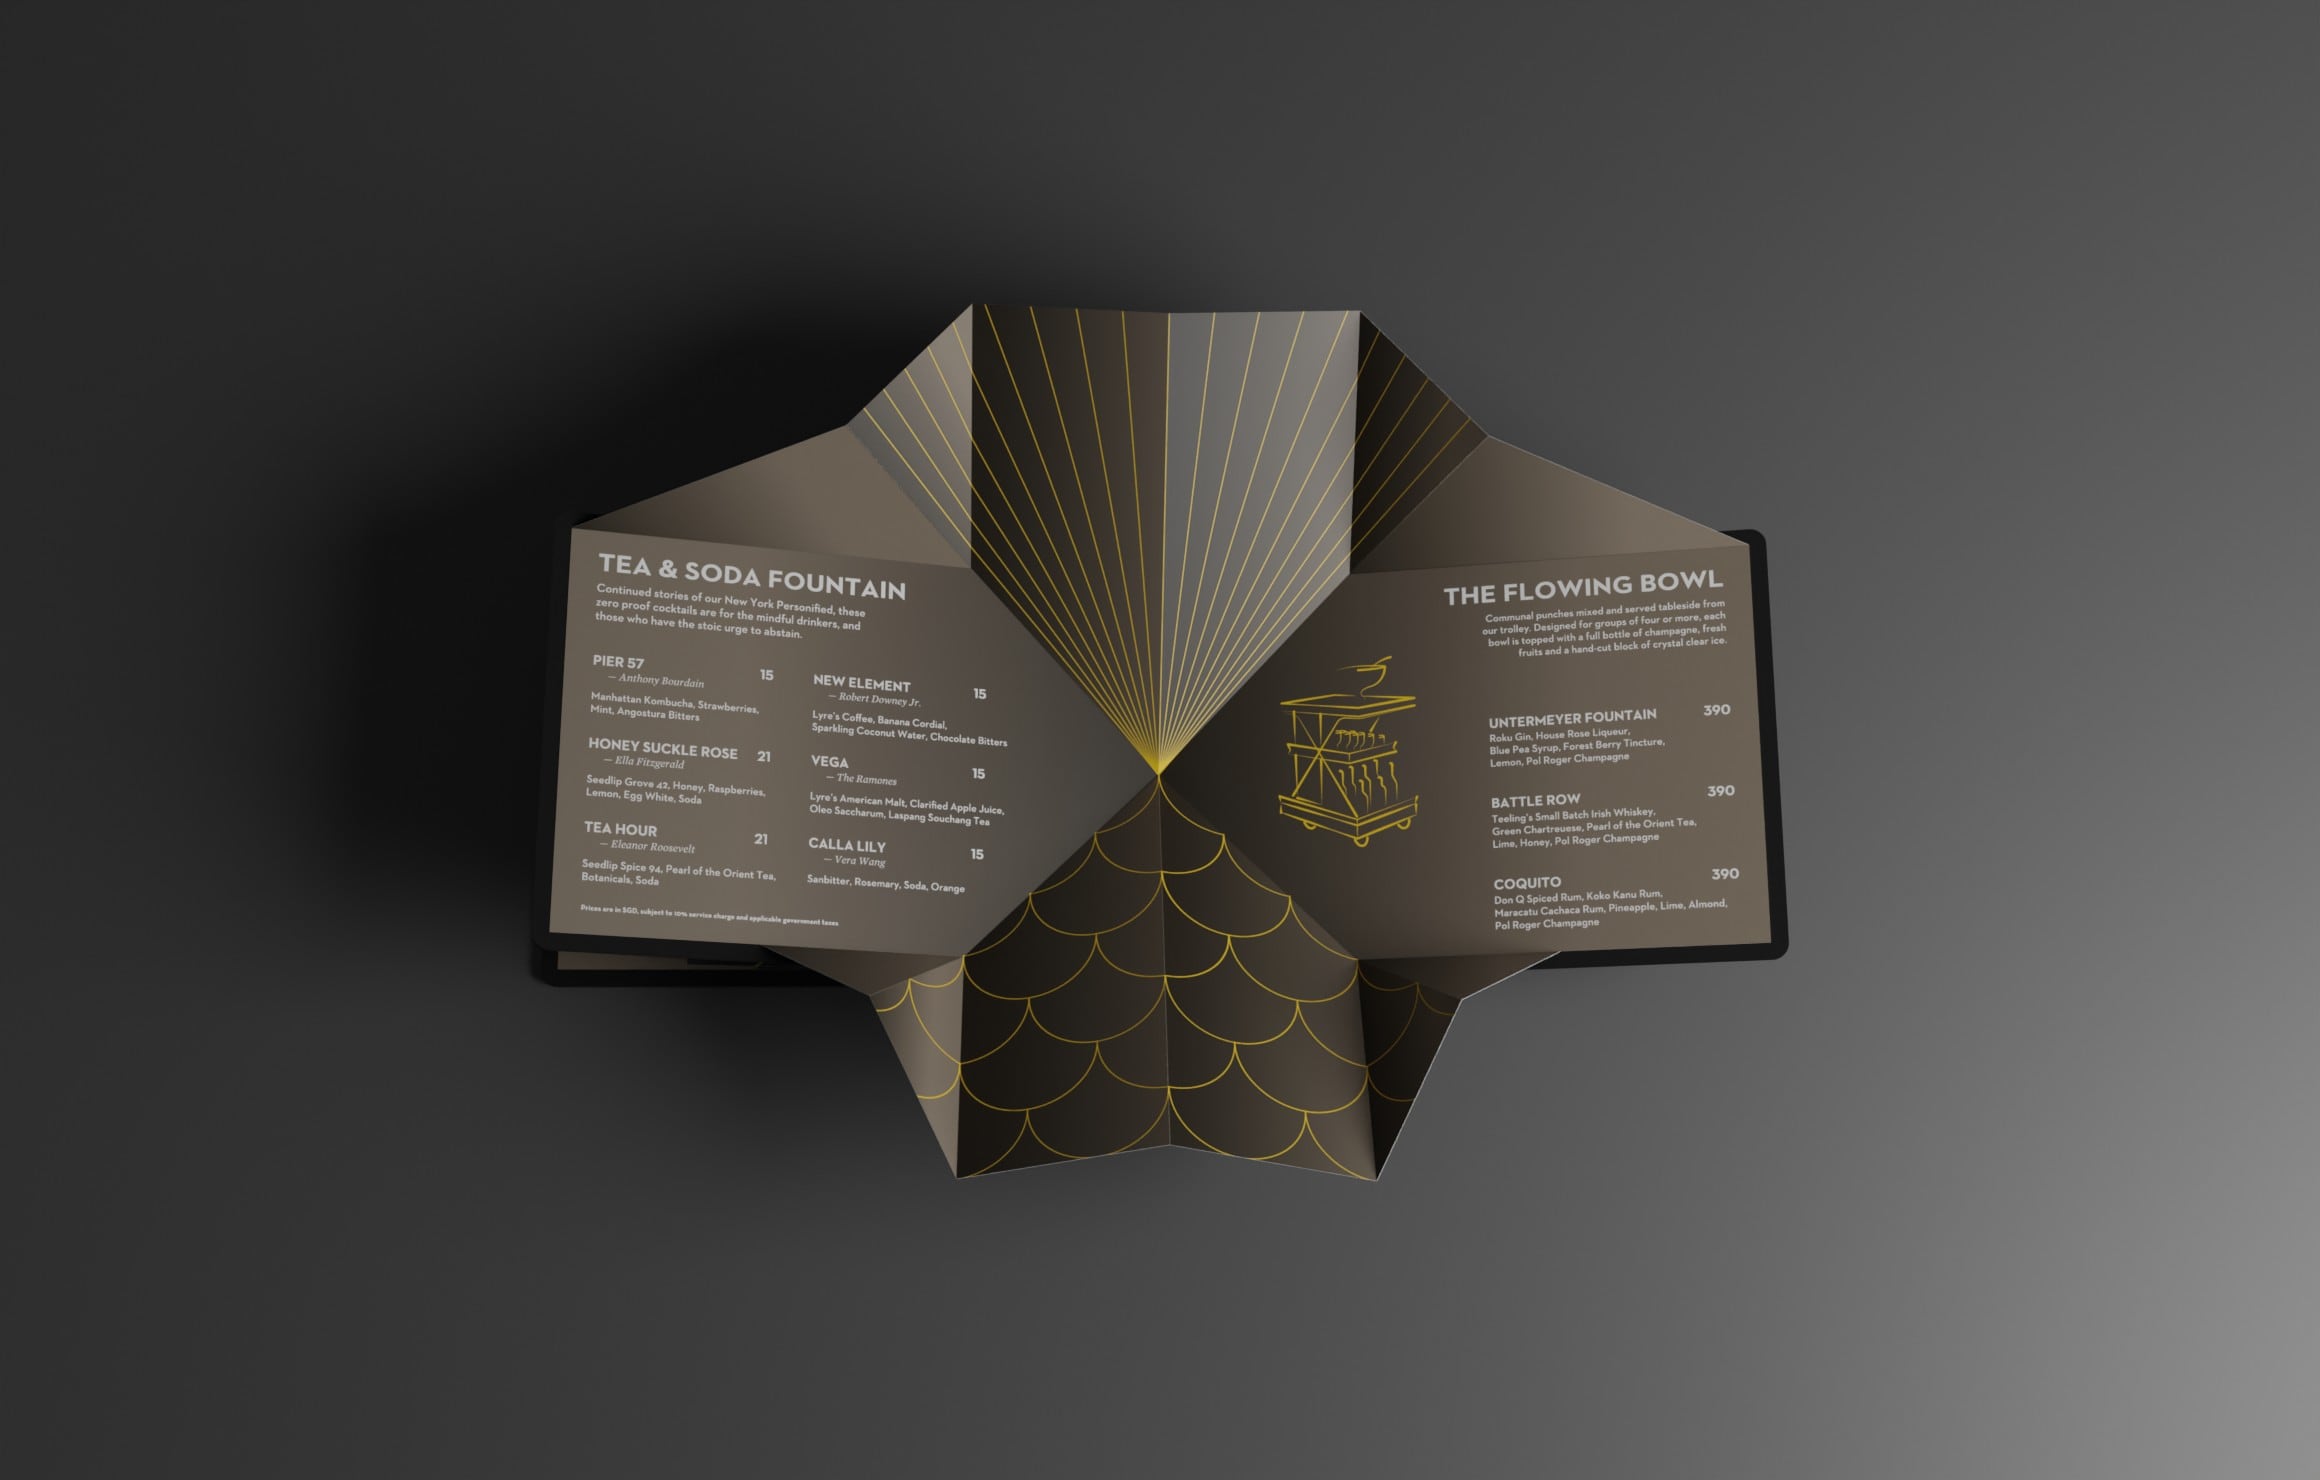 TEA & SODA FOUNTAIN
Continued stories of our New York Personified, these
zero proof cocktails are for the mindful drinkers, and
those who have the stoic urge to abstain.
PIER 57 15
— Anthony Bourdain
Manhattan Kombucha, Strawberries,
Mint, Angostura Bitters
HONEY SUCKLE ROSE 21
— Ella Fitzgerald
Seedlip Grove 42, Honey, Raspberries,
Lemon, Egg White, Soda
TEA HOUR 21
— Eleanor Roosevelt
Seedlip Spice 94, Pearl of the Orient Tea,
Botanicals, Soda
Prices are in SGD, subject to 10% service charge and applicable government taxes
NEW ELEMENT 15
— Robert Downey Jr.
Lyre's Coffee, Banana Cordial,
Sparkling Coconut Water, Chocolate Bitters
VEGA 15
— The Ramones
Lyre's American Malt, Clarified Apple Juice,
Oleo Saccharum, Laspang Souchang Tea
CALLA LILY 15
— Vera Wang
Sanbitter, Rosemary, Soda, Orange
THE FLOWING BOWL
Communal punches mixed and served tableside from
our trolley. Designed for groups of four or more, each
bowl is topped with a full bottle of champagne, fresh
fruits and a hand-cut block of crystal clear ice.
UNTERMEYER FOUNTAIN 390
Roku Gin, House Rose Liqueur,
Blue Pea Syrup, Forest Berry Tincture,
Lemon, Pol Roger Champagne
BATTLE ROW 390
Teeling's Small Batch Irish Whiskey,
Green Chartreuese, Pearl of the Orient Tea,
Lime, Honey, Pol Roger Champagne
COQUITO 390
Don Q Spiced Rum, Koko Kanu Rum,
Maracatu Cachaca Rum, Pineapple, Lime, Almond,
Pol Roger Champagne